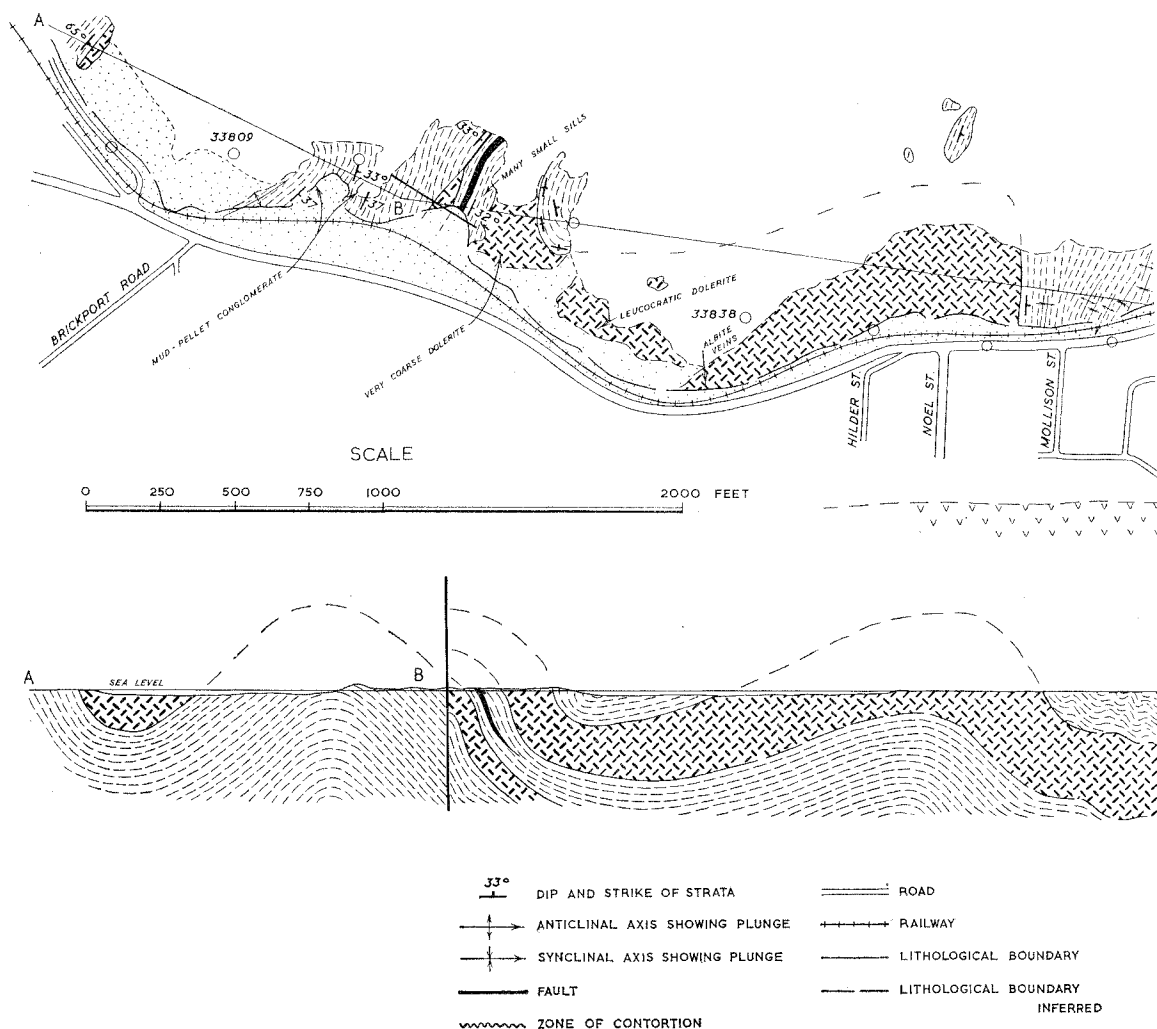 A
65°
33809
33°
MANY SMALL SILLS
33°
37
37
B
32°
BRICKPORT ROAD
MUD-PELLET CONGLOMERATE
VERY COARSE DOLERITE
LEUCOCRATIC DOLERITE
33838
ALBITE VEINS
HILDER ST.
NOEL ST.
MOLLISON ST.
SCALE
0 250 500 750 1000 2000 FEET
A
SEA LEVEL
B
33°
DIP AND STRIKE OF STRATA
ANTICLINAL AXIS SHOWING PLUNGE
SYNCLINAL AXIS SHOWING PLUNGE
FAULT
ZONE OF CONTORTION
ROAD
RAILWAY
LITHOLOGICAL BOUNDARY
LITHOLOGICAL BOUNDARY
INFERRED